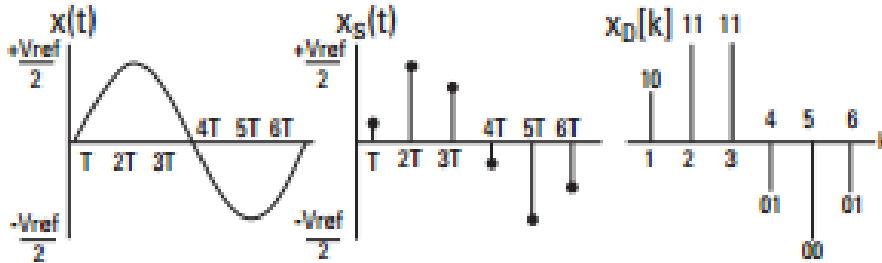 x(t)
+Vref
2
4T 5T 6T
T 2T 3T
-Vref
2
xS(t)
+Vref
2
4T 5T 6T
T 2T 3T
-Vref
2
xD[k]
11 11
10
4 5 6
1 2 3
01 01
00